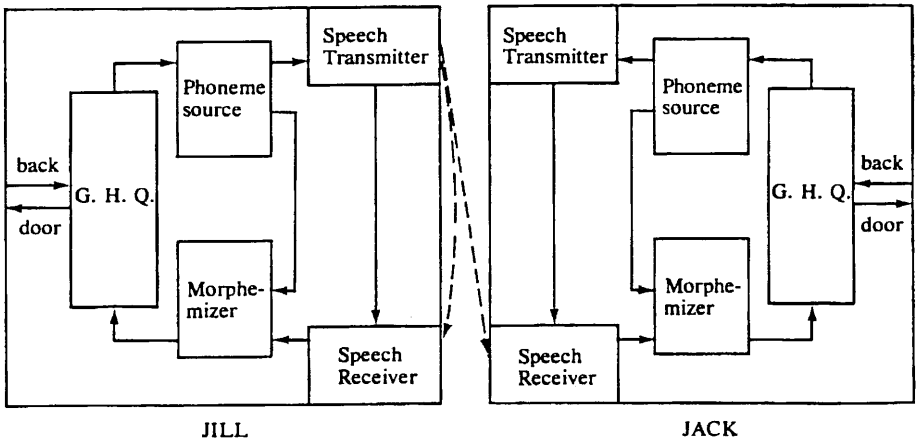 Speech
Transmitter
Phoneme
source
back
G. H. Q.
door
Morphe-
mizer
Speech
Receiver
JILL
Speech
Transmitter
Phoneme
source
back
G. H. Q.
door
Morphe-
mizer
Speech
Receiver
JACK